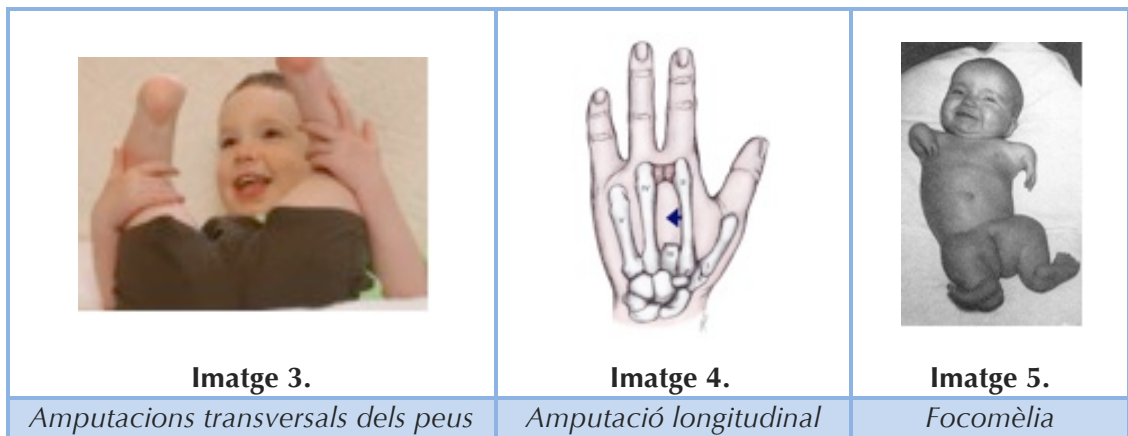 Imatge 3.
Amputacions transversals dels peus
Imatge 4.
Amputació longitudinal
Imatge 5.
Focomèlia